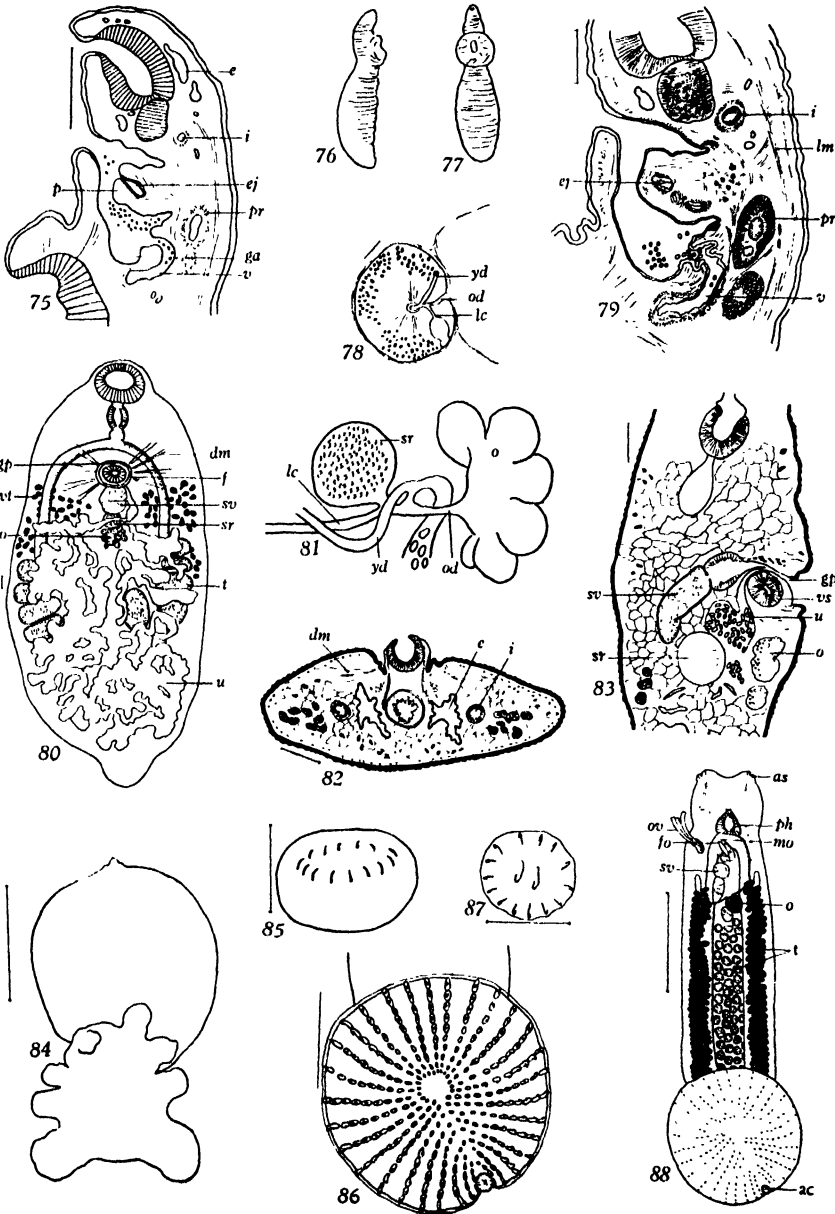 e
i
p
ej
pr
ga
v
75
76
77
yd
od
lc
78
i
lm
ej
pr
v
79
gp
dm
f
vt
sv
sr
t
u
80
sr
o
lc
81
yd
od
dm
c
i
82
gp
sv
vs
u
sr
o
83
84
85
87
86
as
ov
ph
fo
mo
sv
o
t
88
ac